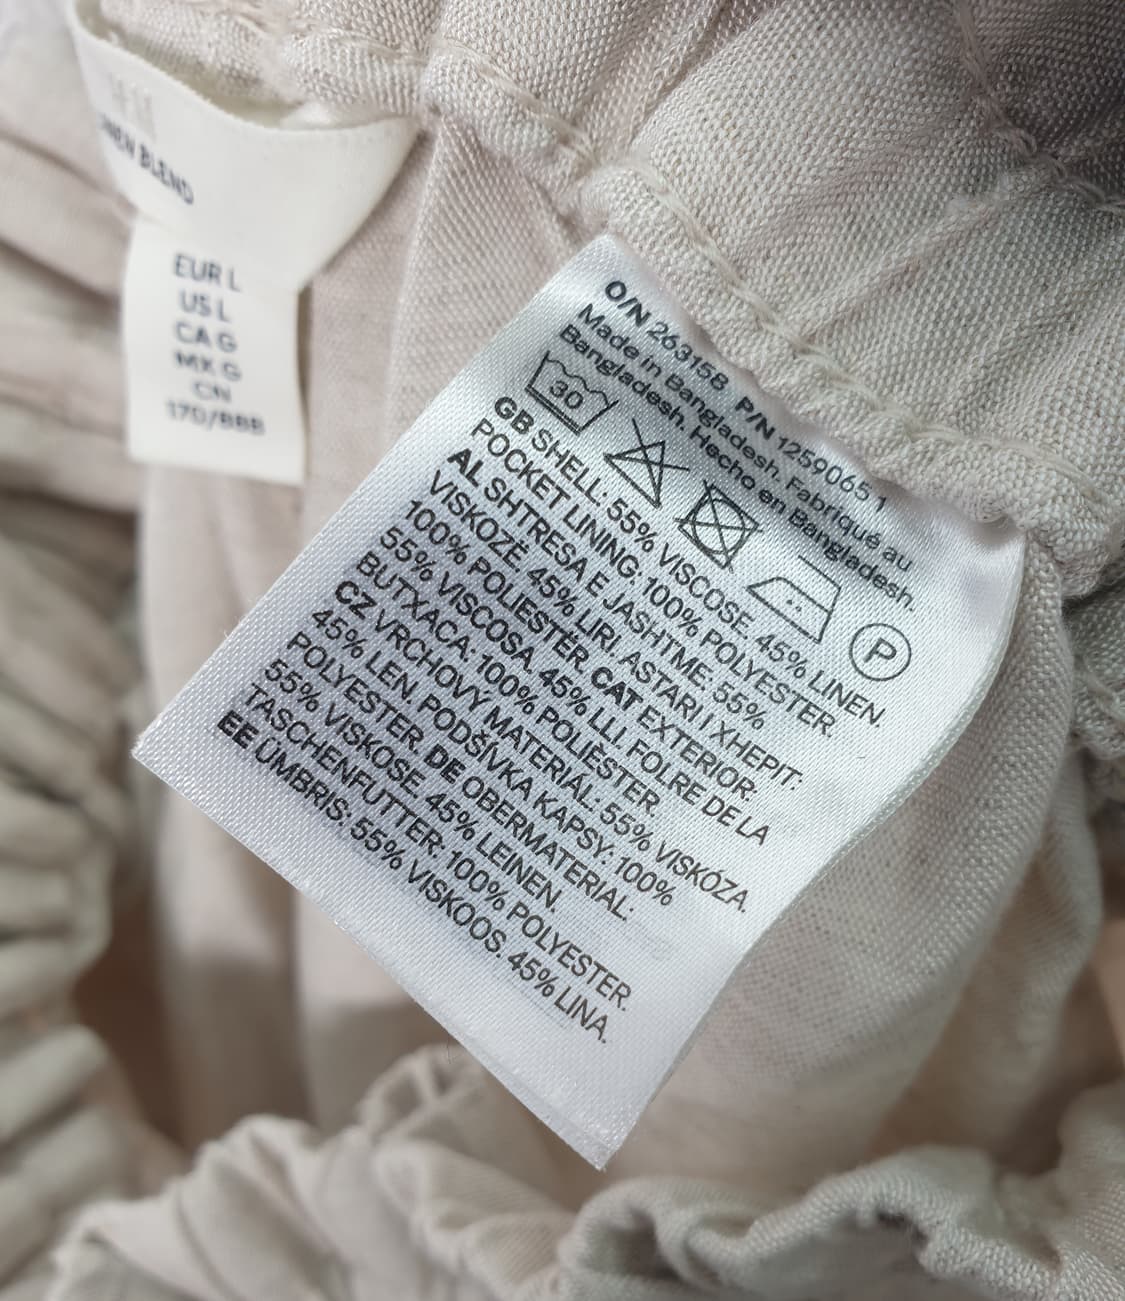 BLEND
EUR L
US L
CA G
MX G
CN
O/N 263158 P/N 1259065 1
Made in Bangladesh. Fabriqué au
Bangladesh. Hecho en Bangladesh.
30
P
GB SHELL: 55% VISCOSE. 45% LINEN.
POCKET LINING: 100% POLYESTER.
AL SHTRESA E JASHTME: 55%
VISKOZË. 45% LIRI. ASTARI I XHEPIT:
100% POLIESTËR. CAT EXTERIOR:
55% VISCOSA. 45% LLI. FOLRE DE LA
BUTXACA: 100% POLIÈSTER.
CZ VRCHOVÝ MATERIÁL: 55% VISKÓZA.
45% LEN. PODŠÍVKA KAPSY: 100%
POLYESTER. DE OBERMATERIAL:
55% VISKOSE. 45% LEINEN.
TASCHENFUTTER: 100% POLYESTER.
EE ÜMBRIS: 55% VISKOOS. 45% LINA.